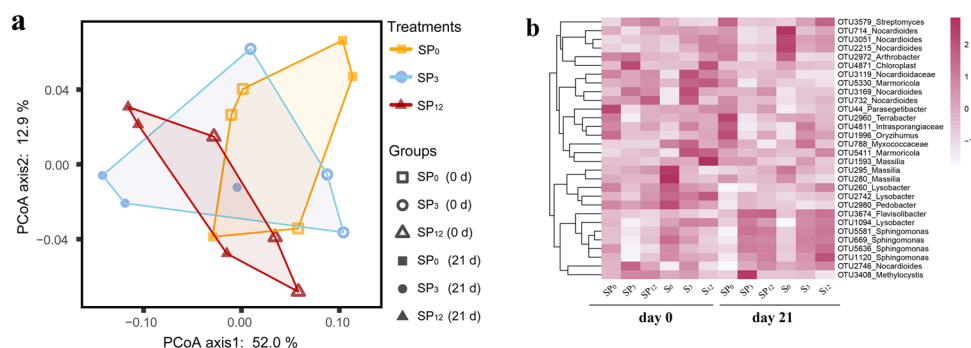 a
Treatments
SP0
SP3
SP12
Groups
SP0 (0 d)
SP3 (0 d)
SP12 (0 d)
SP0 (21 d)
SP3 (21 d)
SP12 (21 d)
PCoA axis2: 12.9 %
0.04
0.00
−0.04
−0.10
0.00
0.10
PCoA axis1: 52.0 %
b
OTU3579_Streptomyces
OTU714_Nocardioides
OTU3051_Nocardioides
OTU2215_Nocardioides
OTU2972_Arthrobacter
OTU4871_Chloroplast
OTU3119_Nocardioidaceae
OTU5330_Marmoricola
OTU3169_Nocardioides
OTU732_Nocardioides
OTU44_Parasegetibacter
OTU2960_Terrabacter
OTU4811_Intrasporangiaceae
OTU1996_Oryzihumus
OTU788_Myxococcaceae
OTU5411_Marmoricola
OTU1593_Massilia
OTU295_Massilia
OTU280_Massilia
OTU260_Lysobacter
OTU2742_Lysobacter
OTU2980_Pedobacter
OTU3674_Flavisolibacter
OTU1094_Lysobacter
OTU5581_Sphingomonas
OTU669_Sphingomonas
OTU5636_Sphingomonas
OTU1120_Sphingomonas
OTU2746_Nocardioides
OTU3408_Methylocystis
SP0 SP3 SP12 S0 S3 S12 SP0 SP3 SP12 S0 S3 S12
day 0 day 21
2
1
0
−1